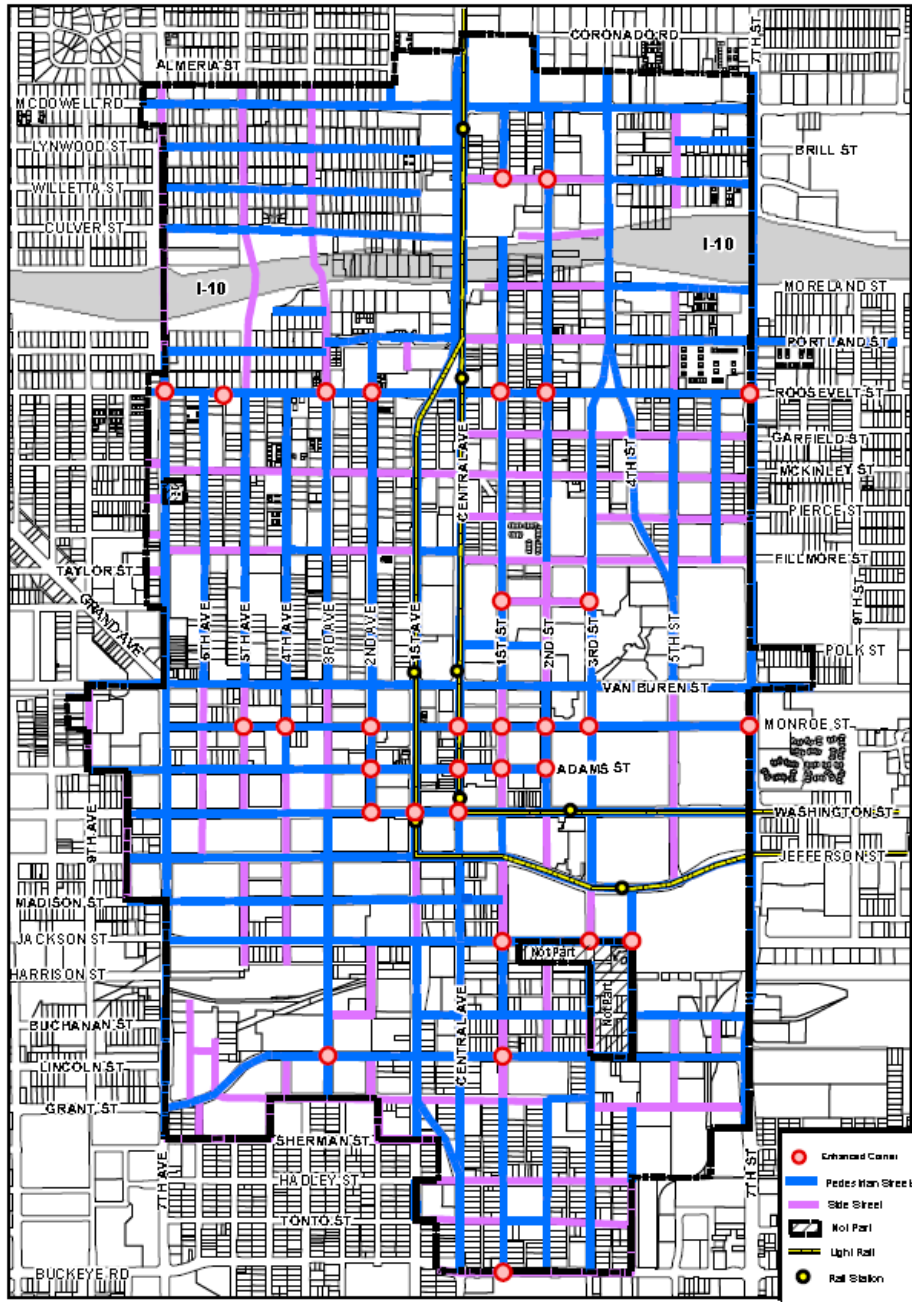 CORONADO RD
7TH ST
ALMERIA ST
MCDOWELL RD
LYNWOOD ST
BRILL ST
WILLETTA ST
CULVER ST
I-10
I-10
MORELAND ST
PORTLAND ST
ROOSEVELT ST
GARFIELD ST
CENTRAL AVE
4TH ST
MCKINLEY ST
PIERCE ST
FILLMORE ST
TAYLOR ST
GRAND AVE
9TH ST
6TH AVE
5TH AVE
4TH AVE
3RD AVE
2ND AVE
1ST AVE
1ST ST
2ND ST
3RD ST
5TH ST
POLK ST
VAN BUREN ST
MONROE ST
ADAMS ST
WASHINGTON ST
9TH AVE
JEFFERSON ST
MADISON ST
JACKSON ST
Not Part
HARRISON ST
Not Part
BUCHANAN ST
CENTRAL AVE
LINCOLN ST
GRANT ST
SHERMAN ST
7TH AVE
HADLEY ST
7TH ST
TONTO ST
BUCKEYE RD
Enhanced Corner
Pedestrian Streets
Side Street
Not Part
Light Rail
Rail Station